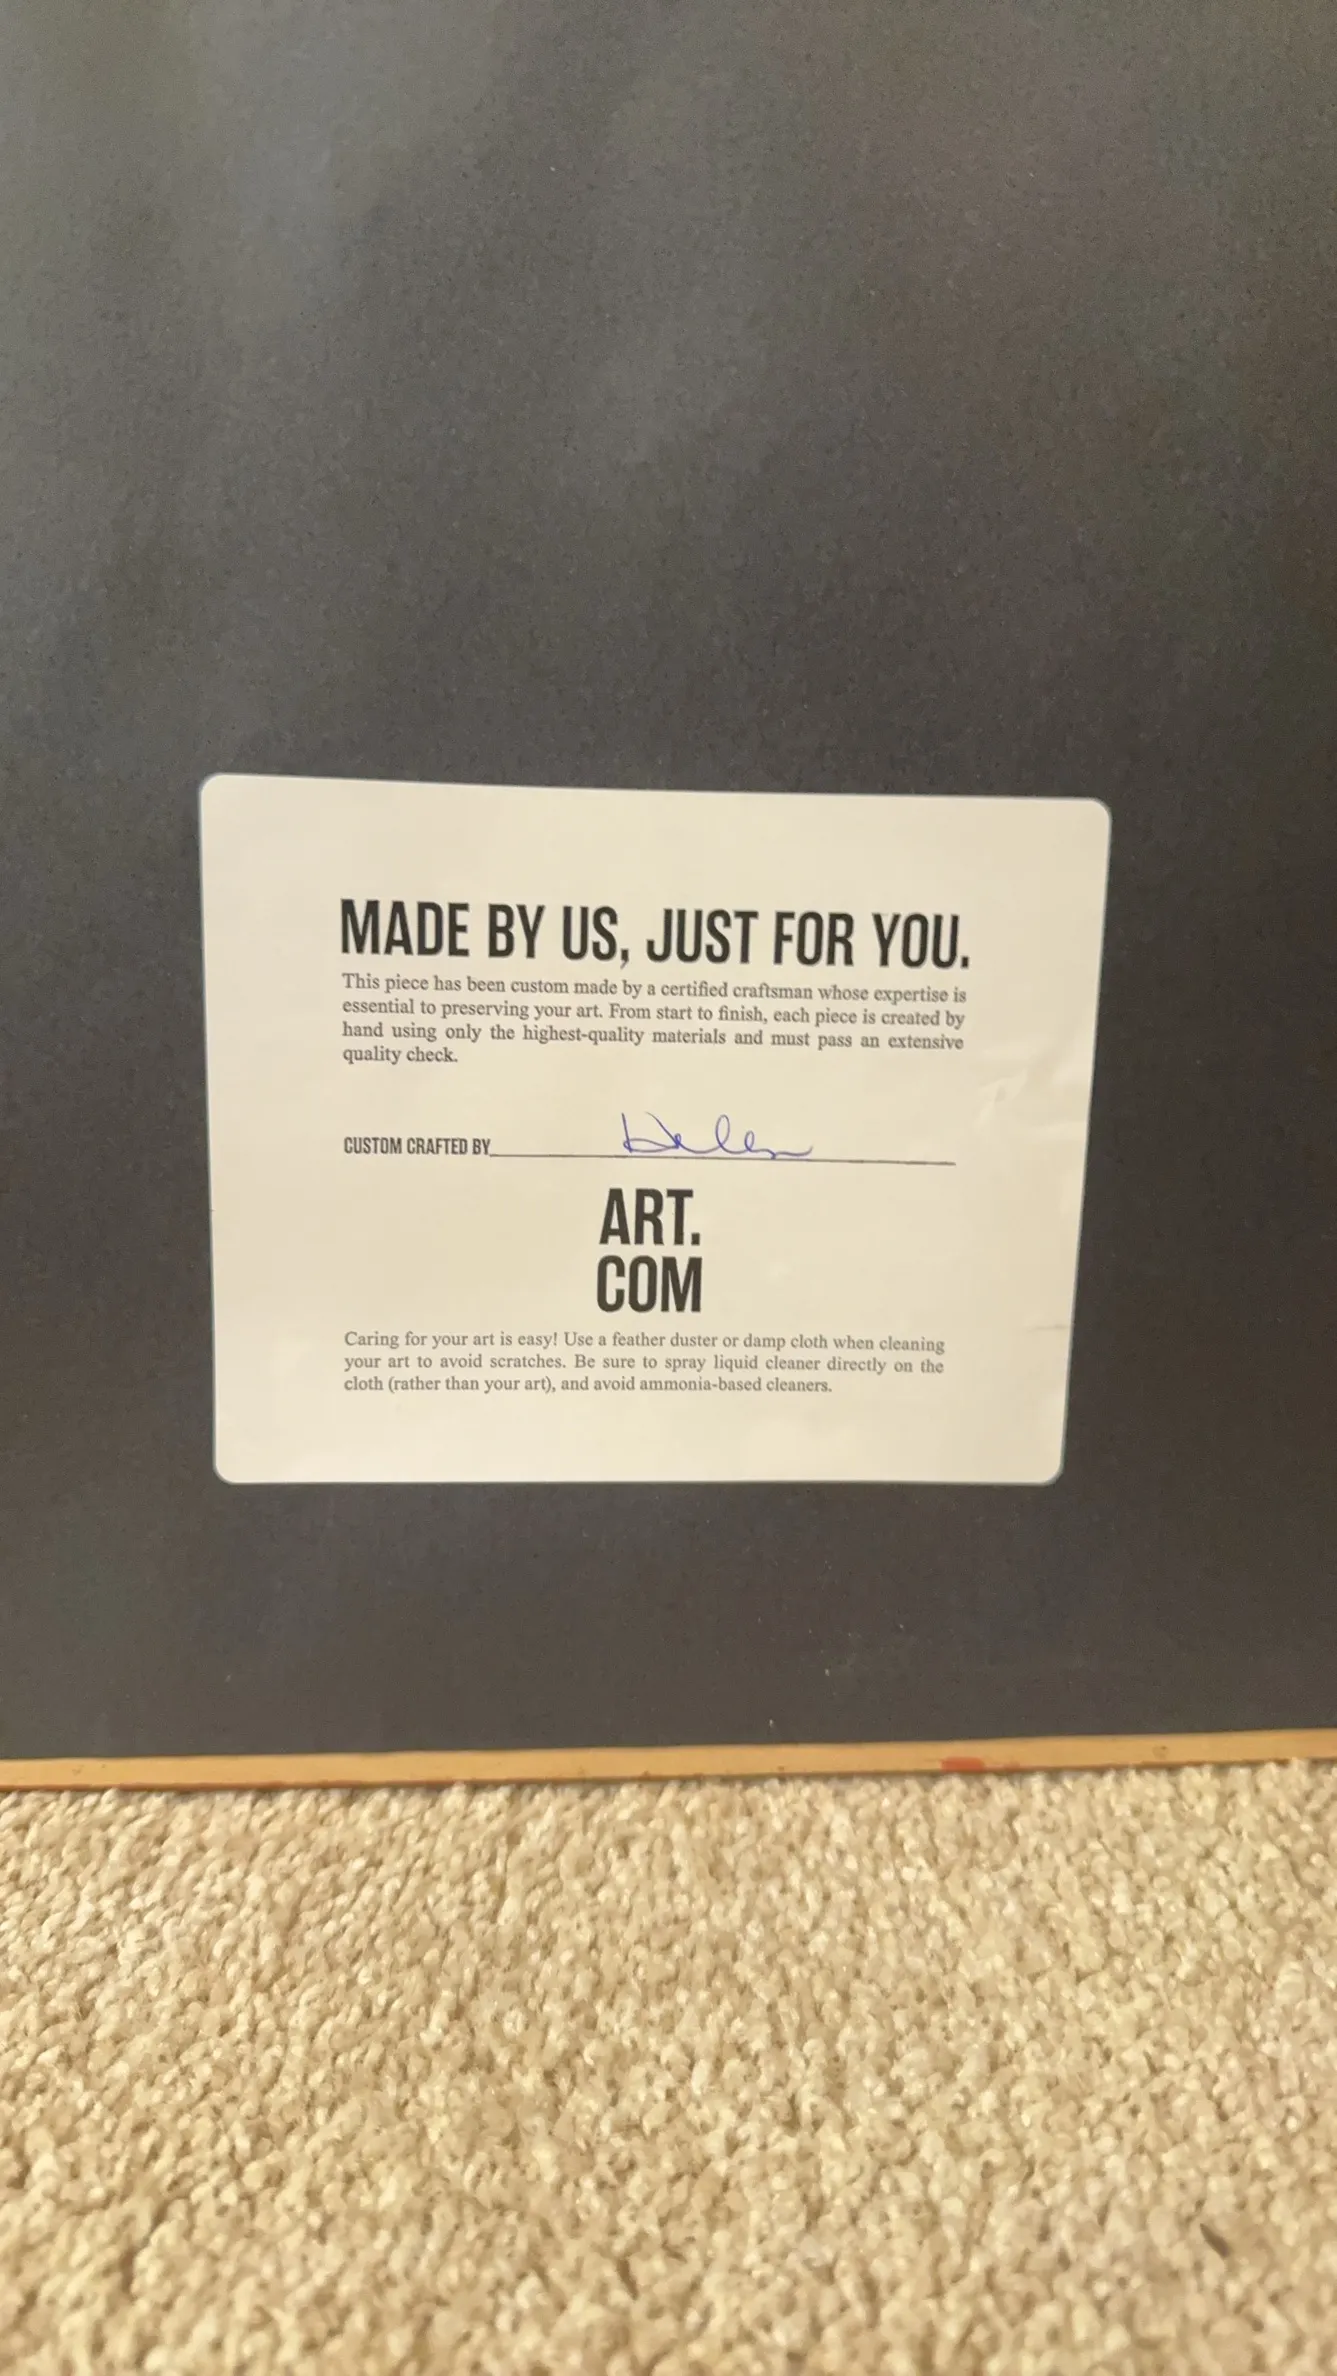 MADE BY US, JUST FOR YOU.
This piece has been custom made by a certified craftsman whose expertise is
essential to preserving your art. From start to finish, each piece is created by
hand using only the highest-quality materials and must pass an extensive
quality check.
CUSTOM CRAFTED BY
ART.
COM
Caring for your art is easy! Use a feather duster or damp cloth when cleaning
your art to avoid scratches. Be sure to spray liquid cleaner directly on the
cloth (rather than your art), and avoid ammonia-based cleaners.